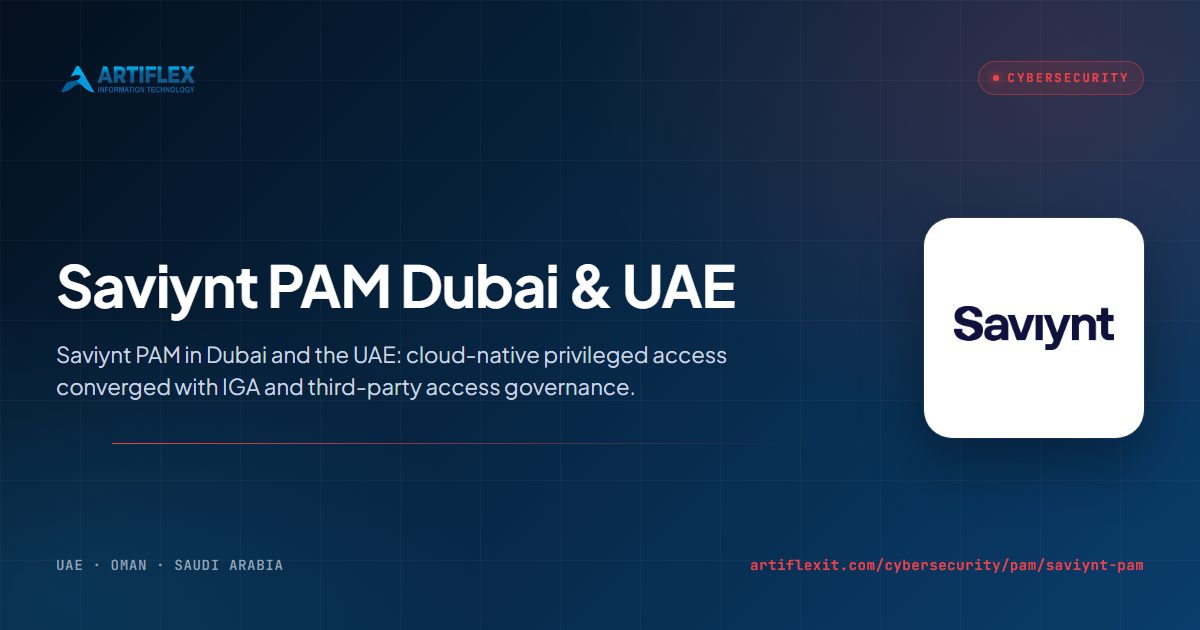 ARTIFLEX
INFORMATION TECHNOLOGY
CYBERSECURITY
Saviynt PAM Dubai & UAE
Saviynt PAM in Dubai and the UAE: cloud-native privileged access
converged with IGA and third-party access governance.
Saviynt
UAE · OMAN · SAUDI ARABIA
artiflexit.com/cybersecurity/pam/saviynt-pam